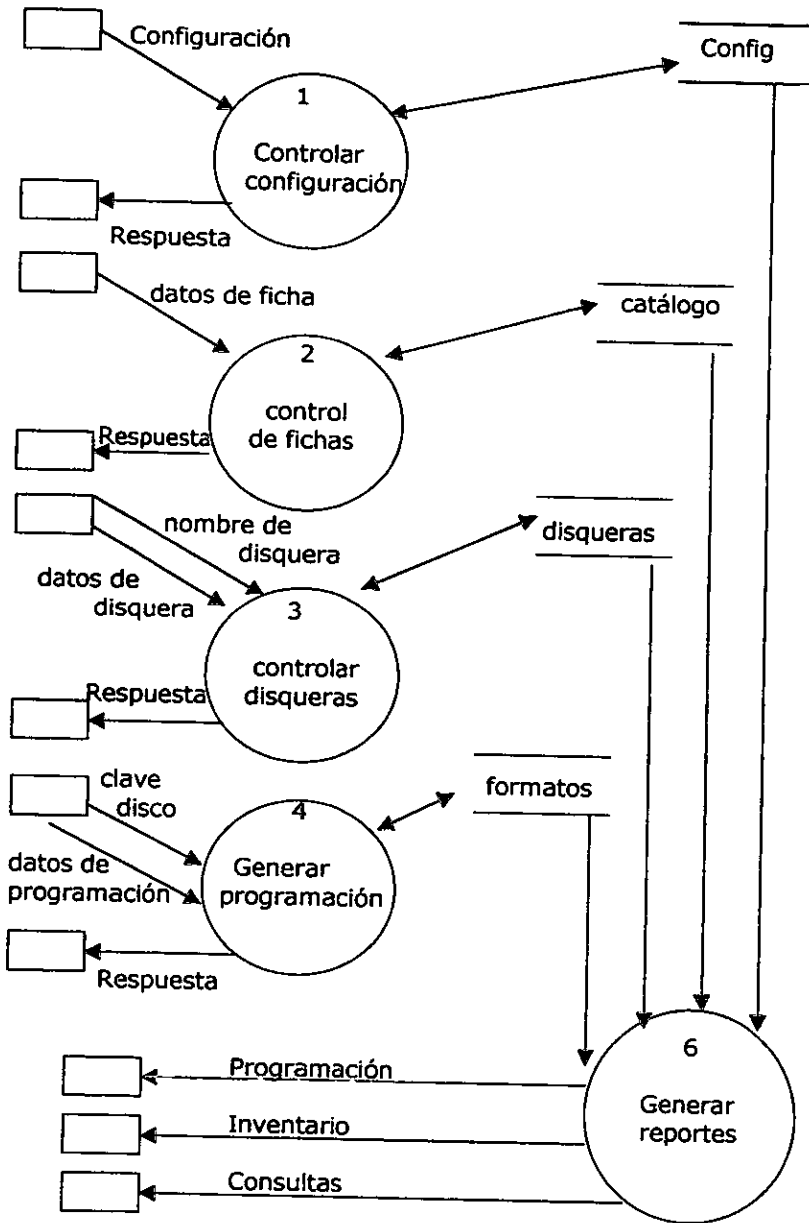 Configuración
Config
1
Controlar
configuración
Respuesta
datos de ficha
catálogo
2
control
de fichas
Respuesta
nombre de
disquera
disqueras
datos de
disquera
3
controlar
disqueras
Respuesta
clave
disco
formatos
4
Generar
programación
datos de
programación
Respuesta
6
Generar
reportes
Programación
Inventario
Consultas